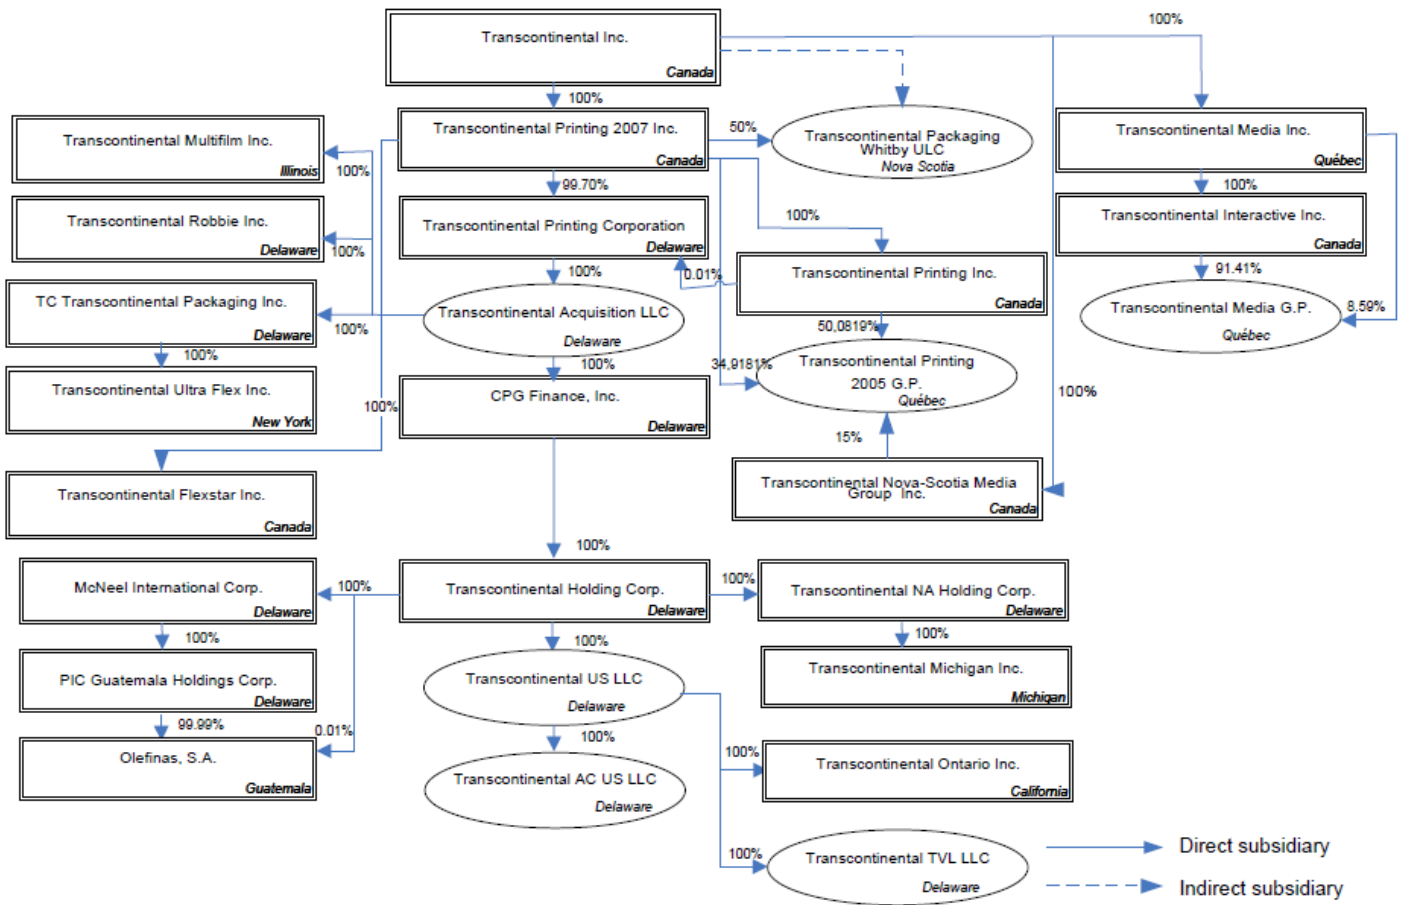 Transcontinental Inc.
Canada
100%
100%
Transcontinental Multifilm Inc.
Illinois
100%
Transcontinental Printing 2007 Inc.
Canada
50%
Transcontinental Packaging
Whitby ULC
Nova Scotia
Transcontinental Media Inc.
Québec
99.70%
100%
Transcontinental Robbie Inc.
Delaware
100%
Transcontinental Printing Corporation
Delaware
100%
Transcontinental Interactive Inc.
Canada
100%
0.01%
Transcontinental Printing Inc.
Canada
91.41%
TC Transcontinental Packaging Inc.
Delaware
100%
Transcontinental Acquisition LLC
Delaware
50,0819%
Transcontinental Media G.P.
Québec
8.59%
100%
100%
34,9181%
Transcontinental Printing
2005 G.P.
Québec
Transcontinental Ultra Flex Inc.
New York
100%
CPG Finance, Inc.
Delaware
100%
15%
Transcontinental Flexstar Inc.
Canada
Transcontinental Nova-Scotia Media
Group Inc.
Canada
100%
McNeel International Corp.
Delaware
100%
Transcontinental Holding Corp.
Delaware
100%
Transcontinental NA Holding Corp.
Delaware
100%
100%
100%
PIC Guatemala Holdings Corp.
Delaware
Transcontinental US LLC
Delaware
Transcontinental Michigan Inc.
Michigan
99.99%
0.01%
100%
100%
Olefinas, S.A.
Guatemala
Transcontinental AC US LLC
Delaware
Transcontinental Ontario Inc.
California
100%
Transcontinental TVL LLC
Delaware
Direct subsidiary
Indirect subsidiary